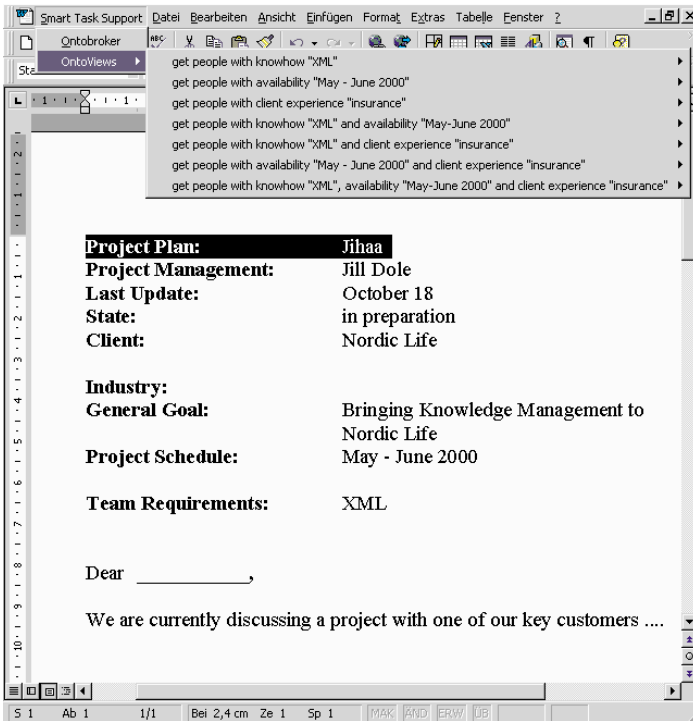 Smart Task Support Datei Bearbeiten Ansicht Einfügen Format Extras Tabelle Fenster ?
Ontobroker
OntoViews
get people with knowhow "XML"
get people with availability "May - June 2000"
get people with client experience "insurance"
get people with knowhow "XML" and availability "May-June 2000"
get people with knowhow "XML" and client experience "insurance"
get people with availability "May - June 2000" and client experience "insurance"
get people with knowhow "XML", availability "May-June 2000" and client experience "insurance"
Project Plan: Jihaa
Project Management: Jill Dole
Last Update: October 18
State: in preparation
Client: Nordic Life
Industry:
General Goal: Bringing Knowledge Management to
Nordic Life
Project Schedule: May - June 2000
Team Requirements: XML
Dear ____________,
We are currently discussing a project with one of our key customers ....
S 1 Ab 1 1/1 Bei 2,4 cm Ze 1 Sp 1 MAK ÄND ERW ÜB